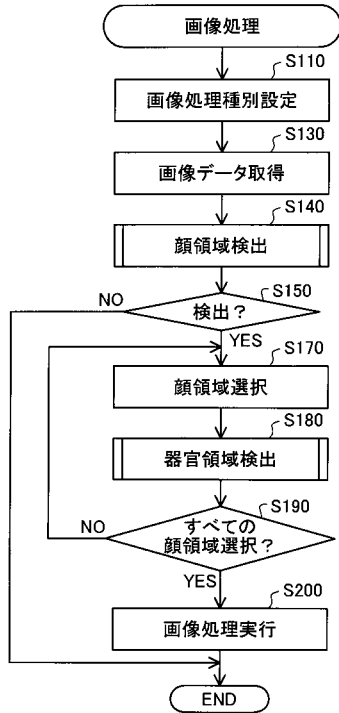 画像処理
S110
画像処理種別設定
S130
画像データ取得
S140
顔領域検出
S150
NO
検出？
YES
S170
顔領域選択
S180
器官領域検出
S190
NO
すべての
顔領域選択？
YES
S200
画像処理実行
END